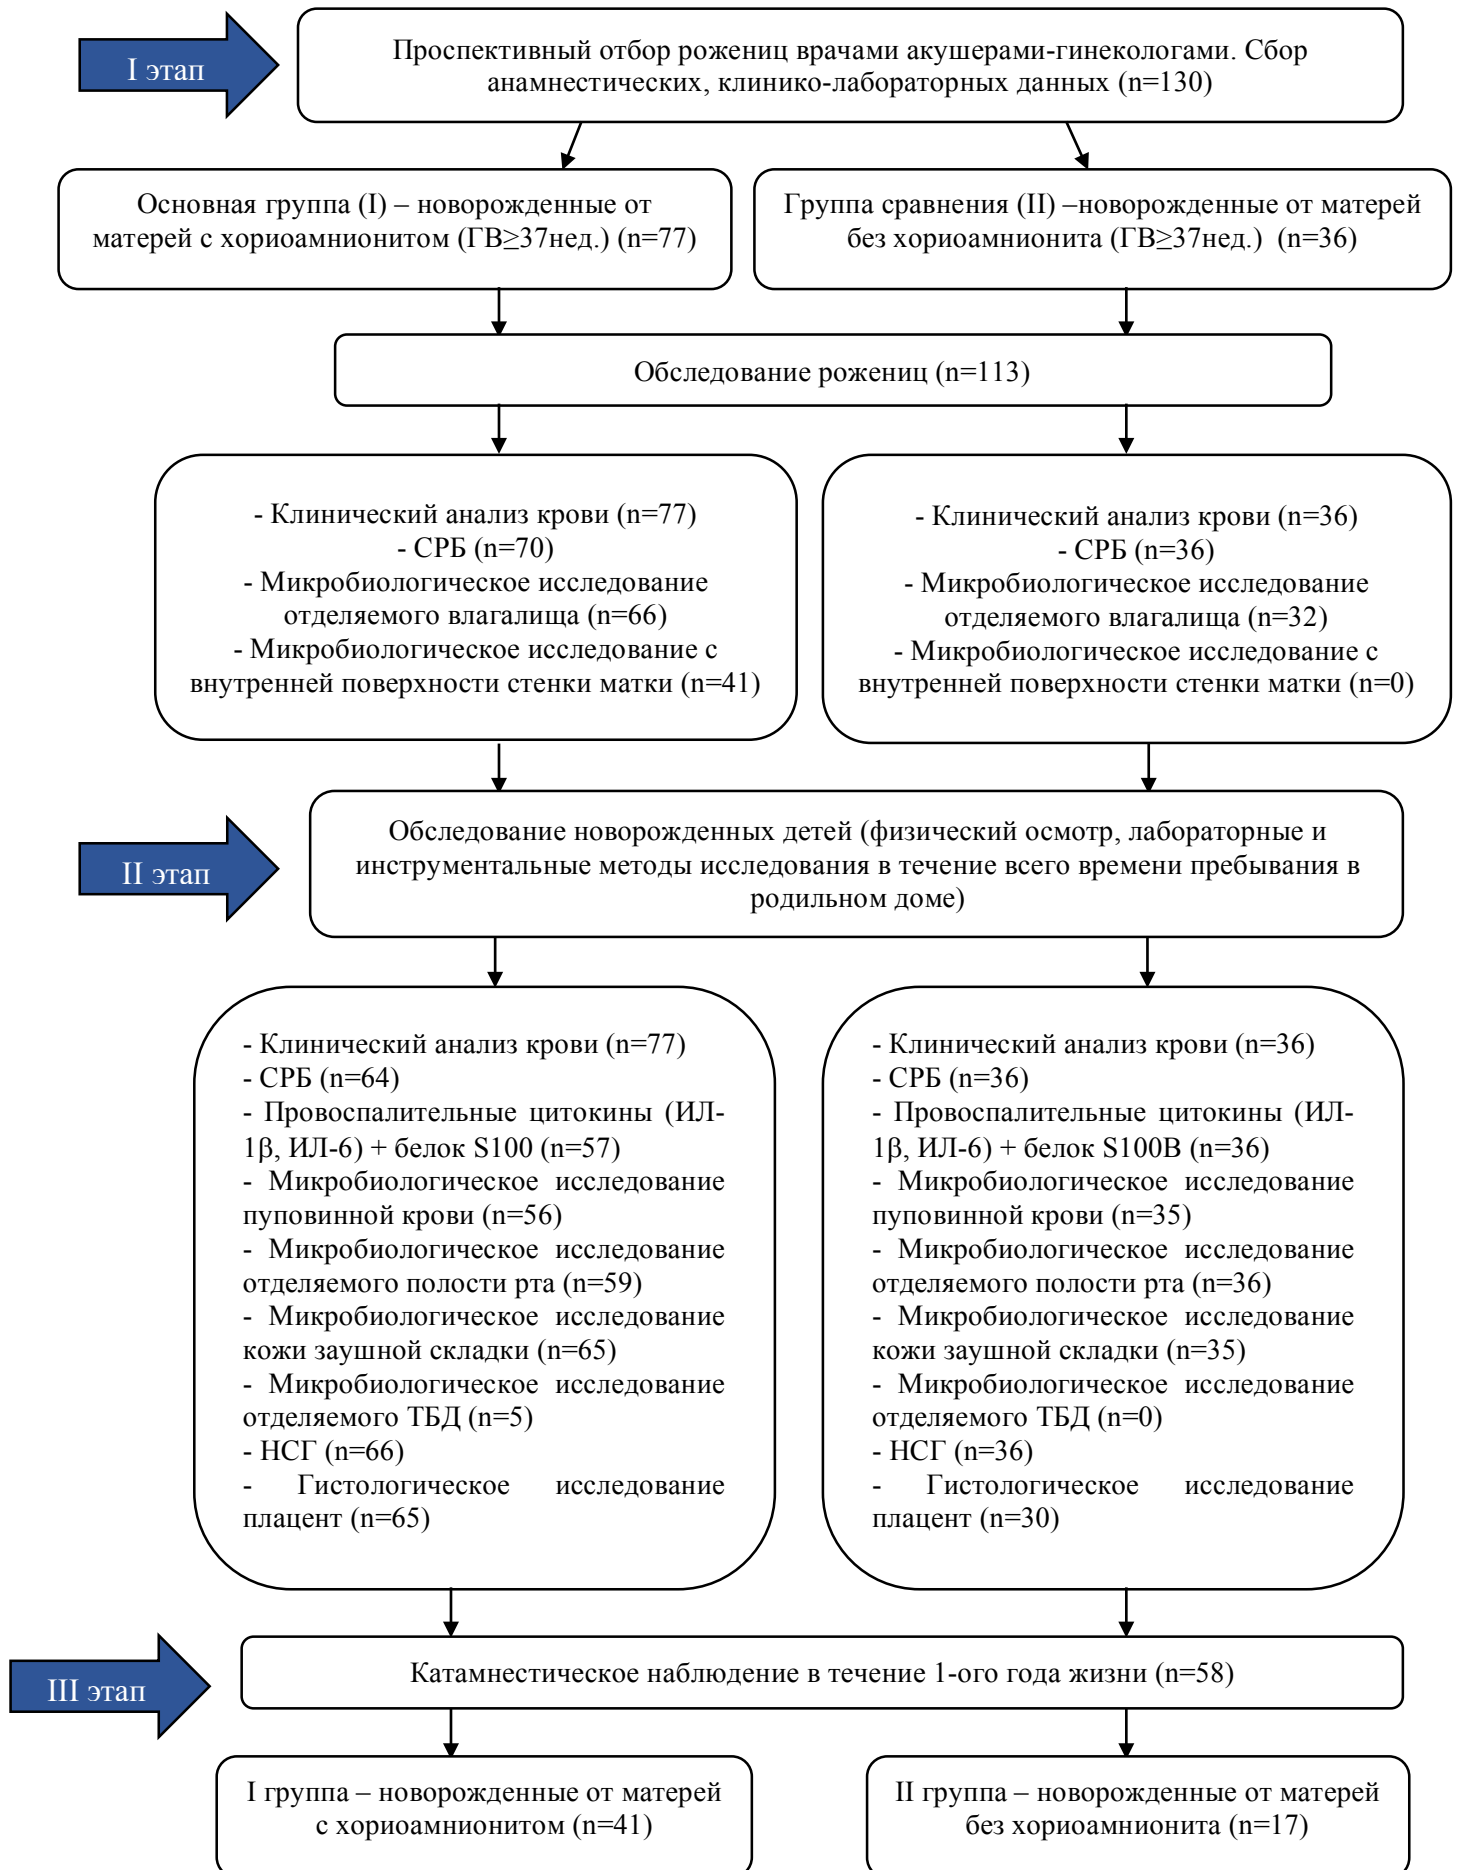 I этап
Проспективный отбор рожениц врачами акушерами-гинекологами. Сбор
анамнестических, клинико-лабораторных данных (n=130)
Основная группа (I) – новорожденные от
матерей с хориоамнионитом (ГВ≥37нед.) (n=77)
Группа сравнения (II) –новорожденные от матерей
без хориоамнионита (ГВ≥37нед.) (n=36)
Обследование рожениц (n=113)
- Клинический анализ крови (n=77)
- СРБ (n=70)
- Микробиологическое исследование
отделяемого влагалища (n=66)
- Микробиологическое исследование с
внутренней поверхности стенки матки (n=41)
- Клинический анализ крови (n=36)
- СРБ (n=36)
- Микробиологическое исследование
отделяемого влагалища (n=32)
- Микробиологическое исследование с
внутренней поверхности стенки матки (n=0)
II этап
Обследование новорожденных детей (физический осмотр, лабораторные и
инструментальные методы исследования в течение всего времени пребывания в
родильном доме)
- Клинический анализ крови (n=77)
- СРБ (n=64)
- Провоспалительные цитокины (ИЛ-
1β, ИЛ-6) + белок S100 (n=57)
- Микробиологическое исследование
пуповинной крови (n=56)
- Микробиологическое исследование
отделяемого полости рта (n=59)
- Микробиологическое исследование
кожи заушной складки (n=65)
- Микробиологическое исследование
отделяемого ТБД (n=5)
- НСГ (n=66)
- Гистологическое исследование
плацент (n=65)
- Клинический анализ крови (n=36)
- СРБ (n=36)
- Провоспалительные цитокины (ИЛ-
1β, ИЛ-6) + белок S100B (n=36)
- Микробиологическое исследование
пуповинной крови (n=35)
- Микробиологическое исследование
отделяемого полости рта (n=36)
- Микробиологическое исследование
кожи заушной складки (n=35)
- Микробиологическое исследование
отделяемого ТБД (n=0)
- НСГ (n=36)
- Гистологическое исследование
плацент (n=30)
III этап
Катамнестическое наблюдение в течение 1-ого года жизни (n=58)
I группа – новорожденные от матерей
с хориоамнионитом (n=41)
II группа – новорожденные от матерей
без хориоамнионита (n=17)